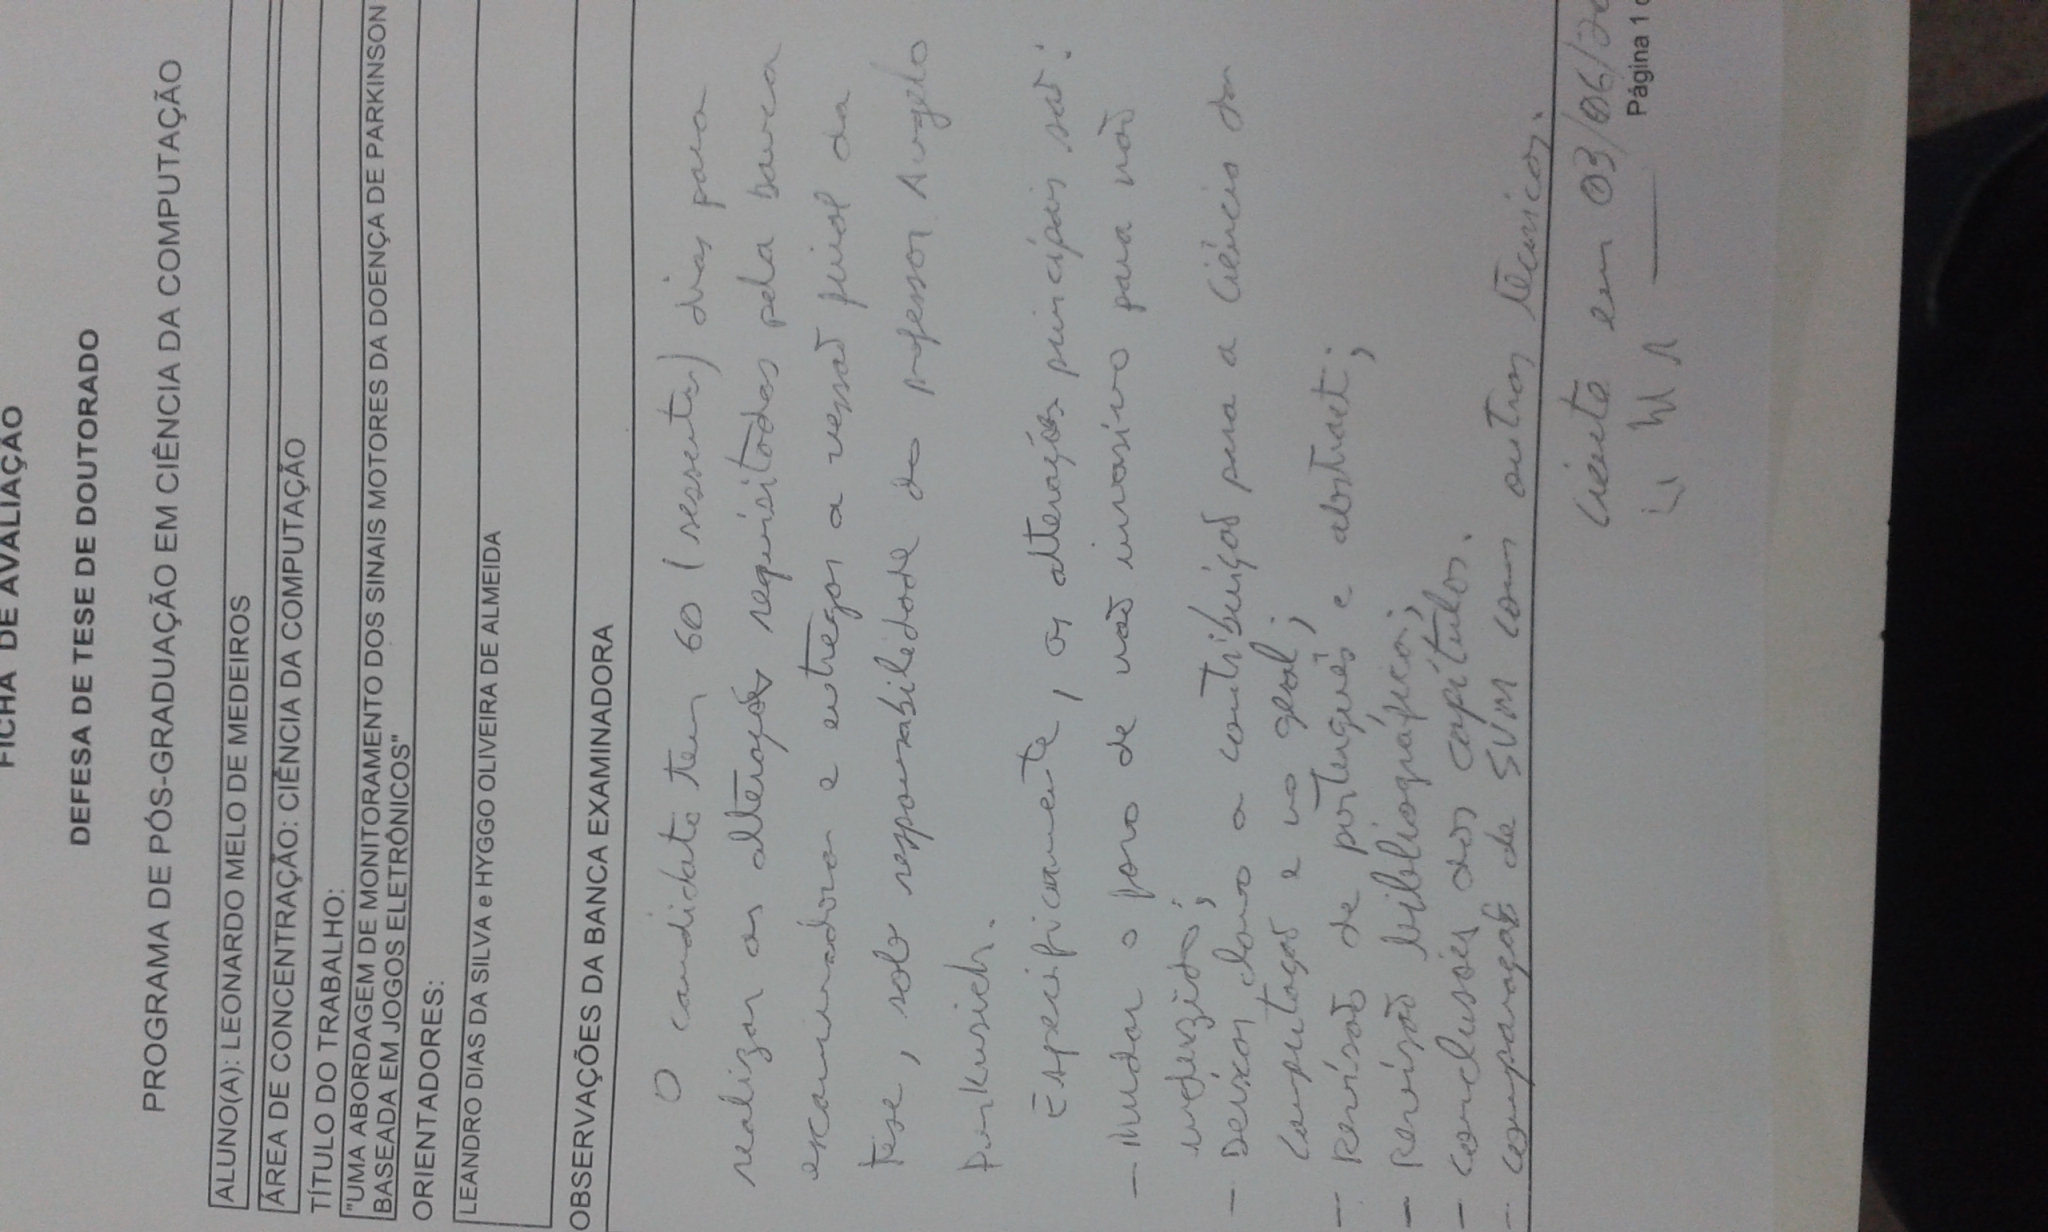 FICHA DE AVALIAÇÃO
DEFESA DE TESE DE DOUTORADO
PROGRAMA DE PÓS-GRADUAÇÃO EM CIÊNCIA DA COMPUTAÇÃO
ALUNO(A): LEONARDO MELO DE MEDEIROS
ÁREA DE CONCENTRAÇÃO: CIÊNCIA DA COMPUTAÇÃO
TÍTULO DO TRABALHO:
"UMA ABORDAGEM DE MONITORAMENTO DOS SINAIS MOTORES DA DOENÇA DE PARKINSON
BASEADA EM JOGOS ELETRÔNICOS"
ORIENTADORES:
LEANDRO DIAS DA SILVA e HYGGO OLIVEIRA DE ALMEIDA
OBSERVAÇÕES DA BANCA EXAMINADORA
O candidato tem 60 (sessenta) dias para
realizar as alterações requisitadas pela banca
examinadora e entregar a versão final da
tese, sob responsabilidade do professor Angelo
Perkusich.
Especificamente, as alterações principais são:
- Mudar o foco de não invasivo para não
induzido;
- Deixar claro a contribuição para a Ciência da
Computação e no geral;
- Revisão de português e abstract;
- Revisão bibliográfica;
- Conclusões dos capítulos.
- Comparação de SVM com outras técnicas.
Ciente em 03/06/20
Página 1